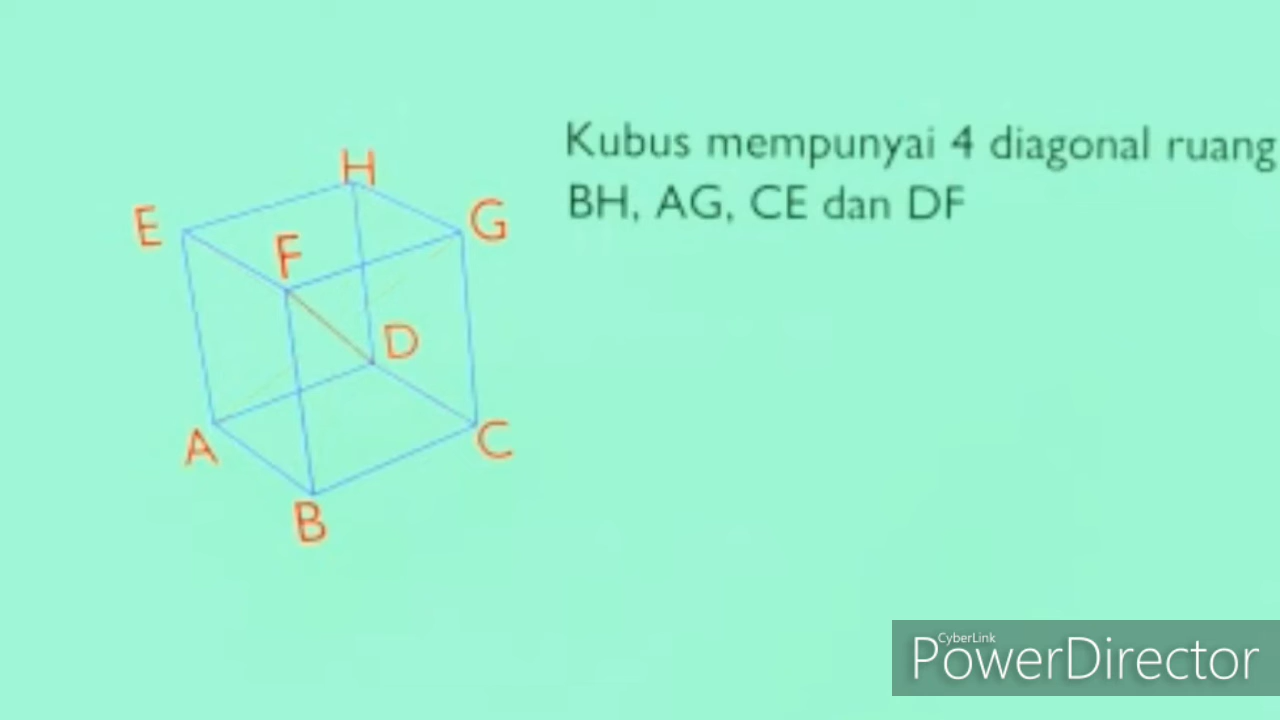 Kubus mempunyai 4 diagonal ruang
BH, AG, CE dan DF
H
E
G
F
D
A
C
B
CyberLink
PowerDirector